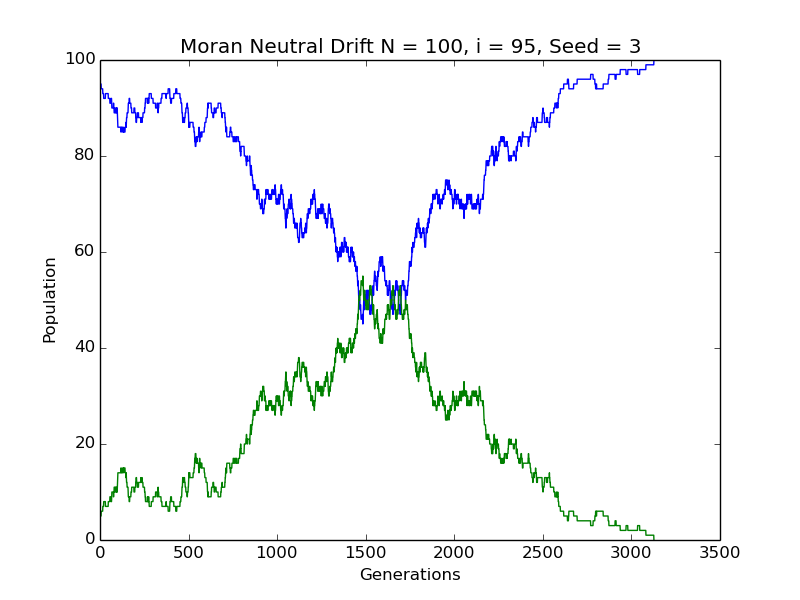 Moran Neutral Drift N = 100, i = 95, Seed = 3
100
80
60
40
20
0
Population
0 500 1000 1500 2000 2500 3000 3500
Generations